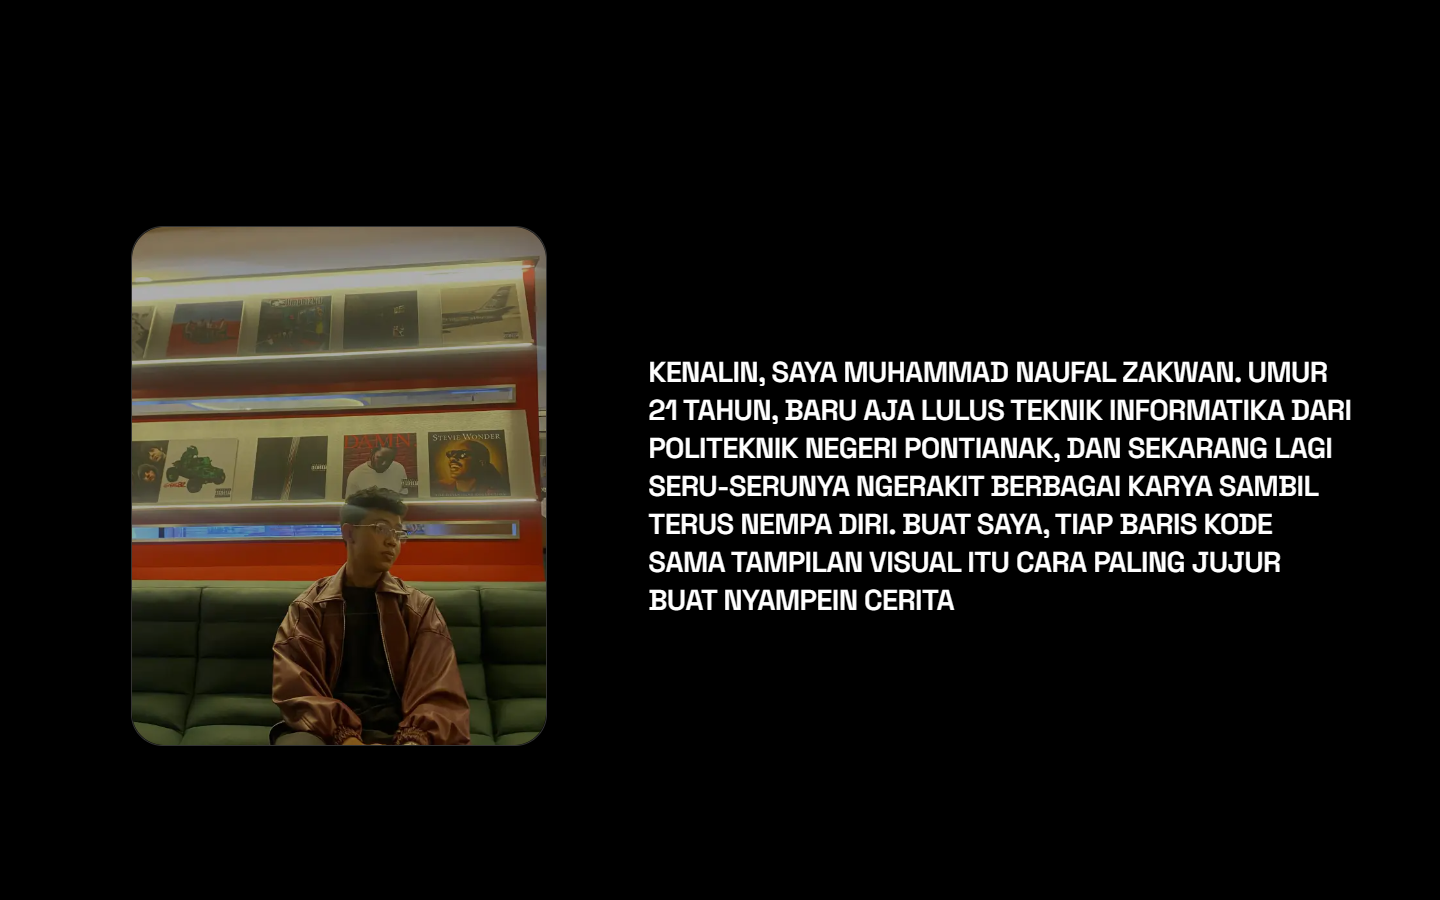 STEVIE WONDER
DAMN
KENALIN, SAYA MUHAMMAD NAUFAL ZAKWAN. UMUR
21 TAHUN, BARU AJA LULUS TEKNIK INFORMATIKA DARI
POLITEKNIK NEGERI PONTIANAK, DAN SEKARANG LAGI
SERU-SERUNYA NGERAKIT BERBAGAI KARYA SAMBIL
TERUS NEMPA DIRI. BUAT SAYA, TIAP BARIS KODE
SAMA TAMPILAN VISUAL ITU CARA PALING JUJUR
BUAT NYAMPEIN CERITA